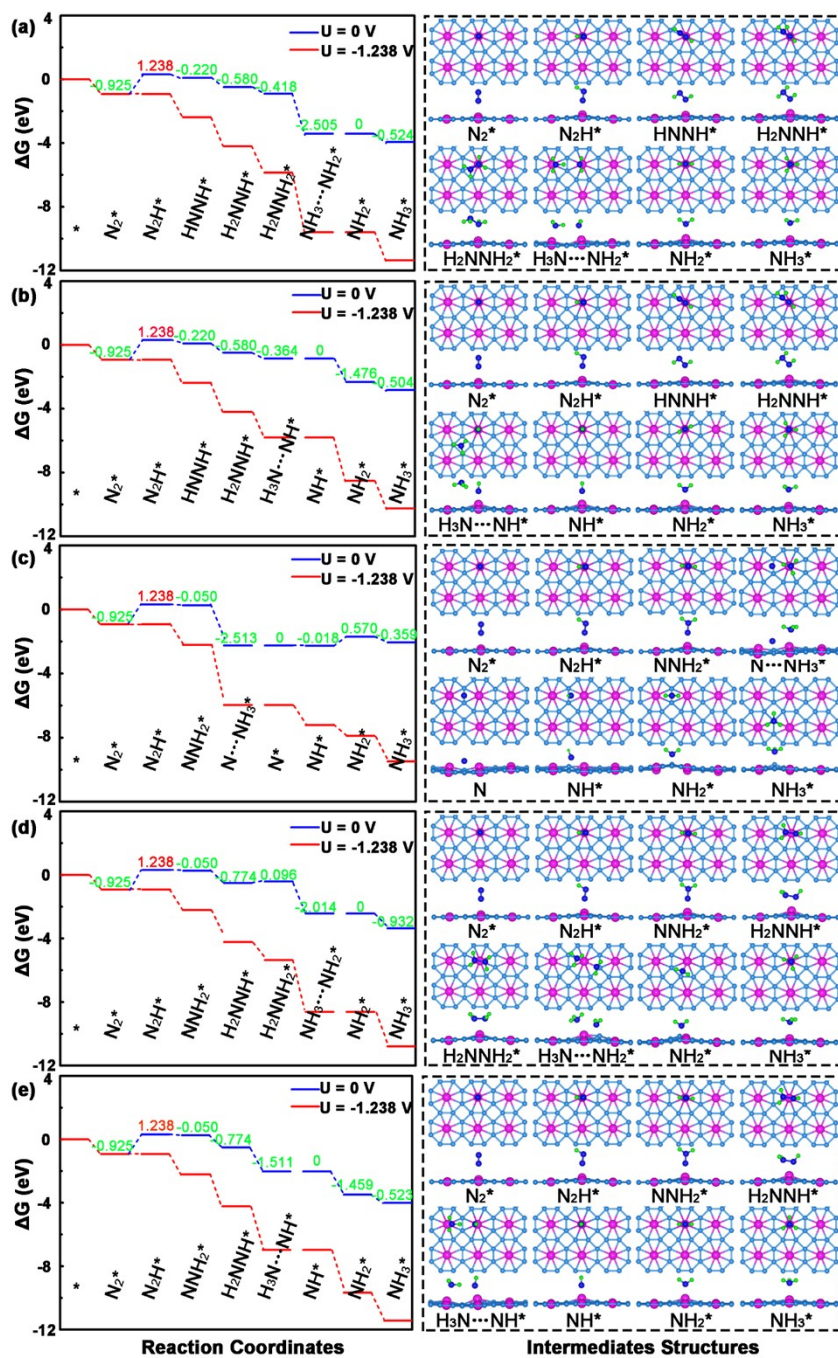 (a)
4
0
-4
-8
-12
ΔG (eV)
U = 0 V
U = -1.238 V
-0.925
1.238
-0.220
-0.580
-0.418
-2.505
0
-0.524
*
N₂*
N₂H*
HNNH*
H₂NNH*
H₂NNH₂*
NH₃···NH₂*
NH₂*
NH₃*
N₂* N₂H* HNNH* H₂NNH*
H₂NNH₂* H₃N···NH₂* NH₂* NH₃*
(b)
4
0
-4
-8
-12
ΔG (eV)
U = 0 V
U = -1.238 V
-0.925
1.238
-0.220
-0.580
-0.364
0
-1.476
-0.504
*
N₂*
N₂H*
HNNH*
H₂NNH*
H₃N···NH*
NH*
NH₂*
NH₃*
N₂* N₂H* HNNH* H₂NNH*
H₃N···NH* NH* NH₂* NH₃*
(c)
4
0
-4
-8
-12
ΔG (eV)
U = 0 V
U = -1.238 V
-0.925
1.238
-0.050
-2.513
0
-0.018
0.570
-0.359
*
N₂*
N₂H*
NNH₂*
N···NH₃*
N*
NH*
NH₂*
NH₃*
N₂* N₂H* NNH₂* N···NH₃*
N NH* NH₂* NH₃*
(d)
4
0
-4
-8
-12
ΔG (eV)
U = 0 V
U = -1.238 V
-0.925
1.238
-0.050
-0.774
0.096
-2.014
0
-0.932
*
N₂*
N₂H*
NNH₂*
H₂NNH*
H₂NNH₂*
NH₃···NH₂*
NH₂*
NH₃*
N₂* N₂H* NNH₂* H₂NNH*
H₂NNH₂* H₃N···NH₂* NH₂* NH₃*
(e)
4
0
-4
-8
-12
ΔG (eV)
U = 0 V
U = -1.238 V
-0.925
1.238
-0.050
-0.774
-1.511
0
-1.459
-0.523
*
N₂*
N₂H*
NNH₂*
H₂NNH*
H₃N···NH*
NH*
NH₂*
NH₃*
N₂* N₂H* NNH₂* H₂NNH*
H₃N···NH* NH* NH₂* NH₃*
Reaction Coordinates
Intermediates Structures